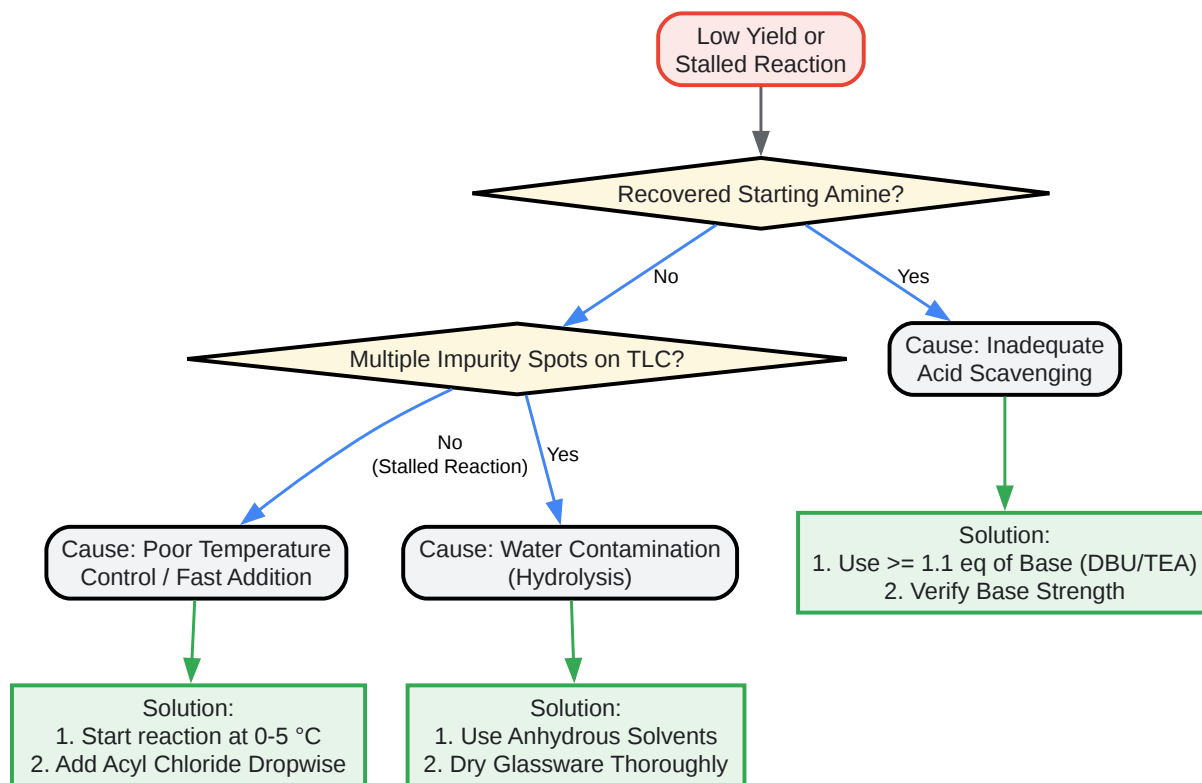 Low Yield or
Stalled Reaction
Recovered Starting Amine?
No
Yes
Multiple Impurity Spots on TLC?
Cause: Inadequate
Acid Scavenging
No
(Stalled Reaction)
Yes
Cause: Poor Temperature
Control / Fast Addition
Cause: Water Contamination
(Hydrolysis)
Solution:
1. Use >= 1.1 eq of Base (DBU/TEA)
2. Verify Base Strength
Solution:
1. Start reaction at 0-5 °C
2. Add Acyl Chloride Dropwise
Solution:
1. Use Anhydrous Solvents
2. Dry Glassware Thoroughly